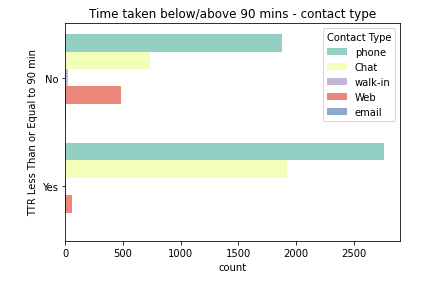 Time taken below/above 90 mins - contact type
TTR Less Than or Equal to 90 min
No
Yes
Contact Type
phone
Chat
walk-in
Web
email
0
500
1000
1500
2000
2500
count